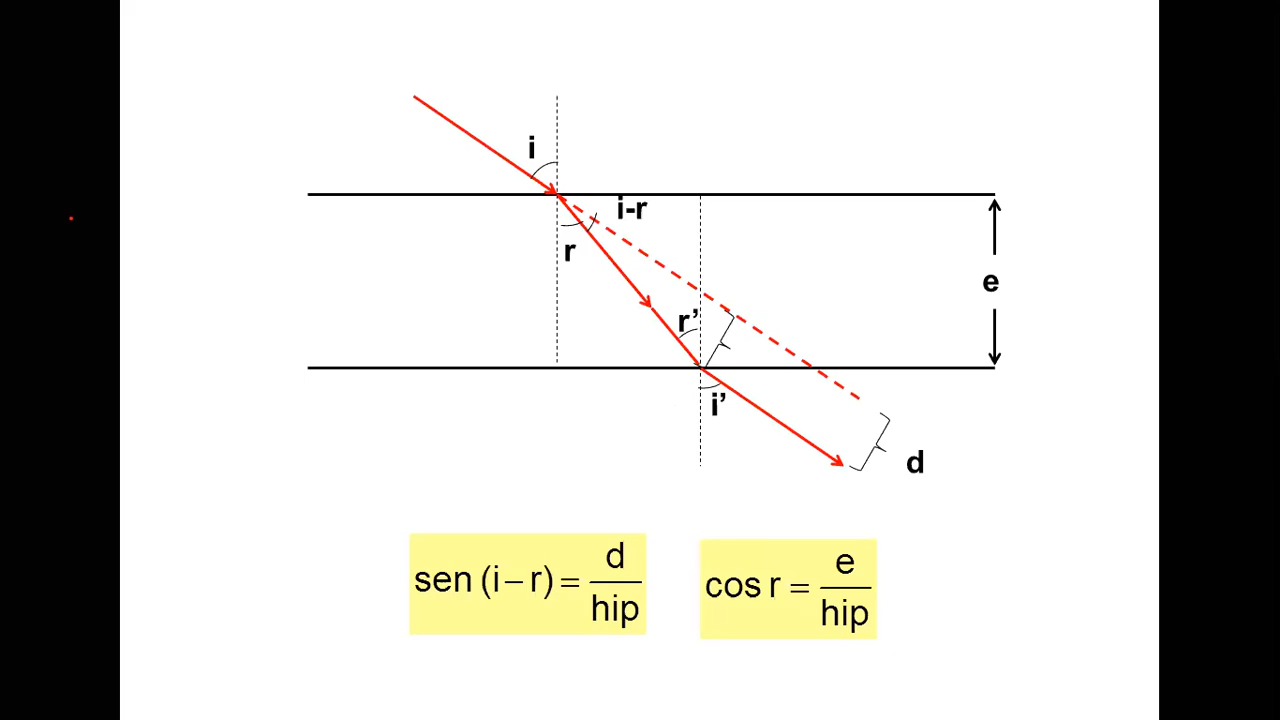 i
i-r
r
e
r’
i’
d
sen (i – r) = d/hip
cos r = e/hip